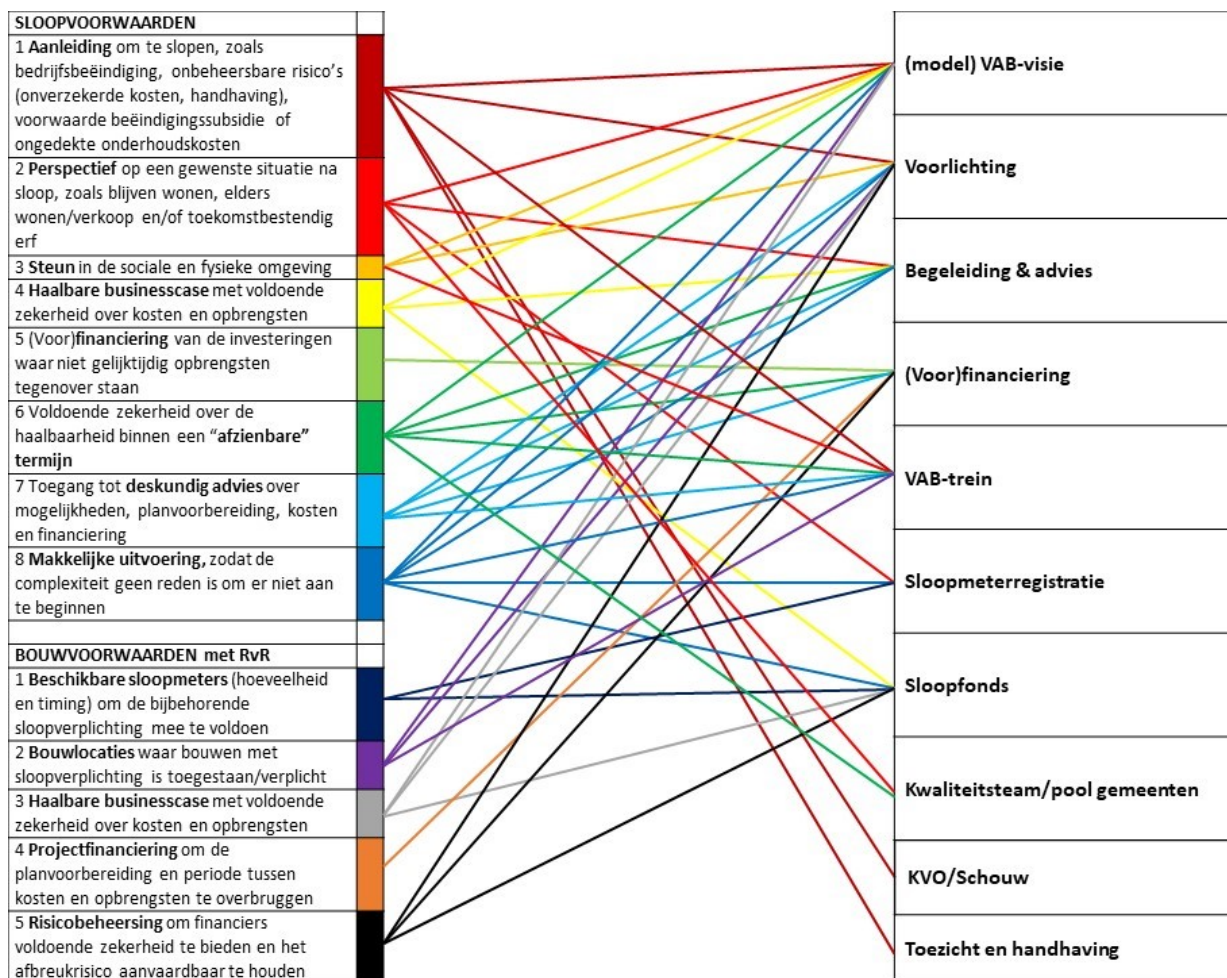 SLOOPVOORWAARDEN
1 Aanleiding om te slopen, zoals
bedrijfsbeëindiging, onbeheersbare risico's
(onverzekerde kosten, handhaving),
voorwaarde beëindigingssubsidie of
ongedekte onderhoudskosten
2 Perspectief op een gewenste situatie na
sloop, zoals blijven wonen, elders
wonen/verkoop en/of toekomstbestendig
erf
3 Steun in de sociale en fysieke omgeving
4 Haalbare businesscase met voldoende
zekerheid over kosten en opbrengsten
5 (Voor)financiering van de investeringen
waar niet gelijktijdig opbrengsten
tegenover staan
6 Voldoende zekerheid over de
haalbaarheid binnen een “afzienbare”
termijn
7 Toegang tot deskundig advies over
mogelijkheden, planvoorbereiding, kosten
en financiering
8 Makkelijke uitvoering, zodat de
complexiteit geen reden is om er niet aan
te beginnen
BOUWVOORWAARDEN met RvR
1 Beschikbare sloopmeters (hoeveelheid
en timing) om de bijbehorende
sloopverplichting mee te voldoen
2 Bouwlocaties waar bouwen met
sloopverplichting is toegestaan/verplicht
3 Haalbare businesscase met voldoende
zekerheid over kosten en opbrengsten
4 Projectfinanciering om de
planvoorbereiding en periode tussen
kosten en opbrengsten te overbruggen
5 Risicobeheersing om financiers
voldoende zekerheid te bieden en het
afbreukrisico aanvaardbaar te houden
(model) VAB-visie
Voorlichting
Begeleiding & advies
(Voor)financiering
VAB-trein
Sloopmeterregistratie
Sloopfonds
Kwaliteitsteam/pool gemeenten
KVO/Schouw
Toezicht en handhaving